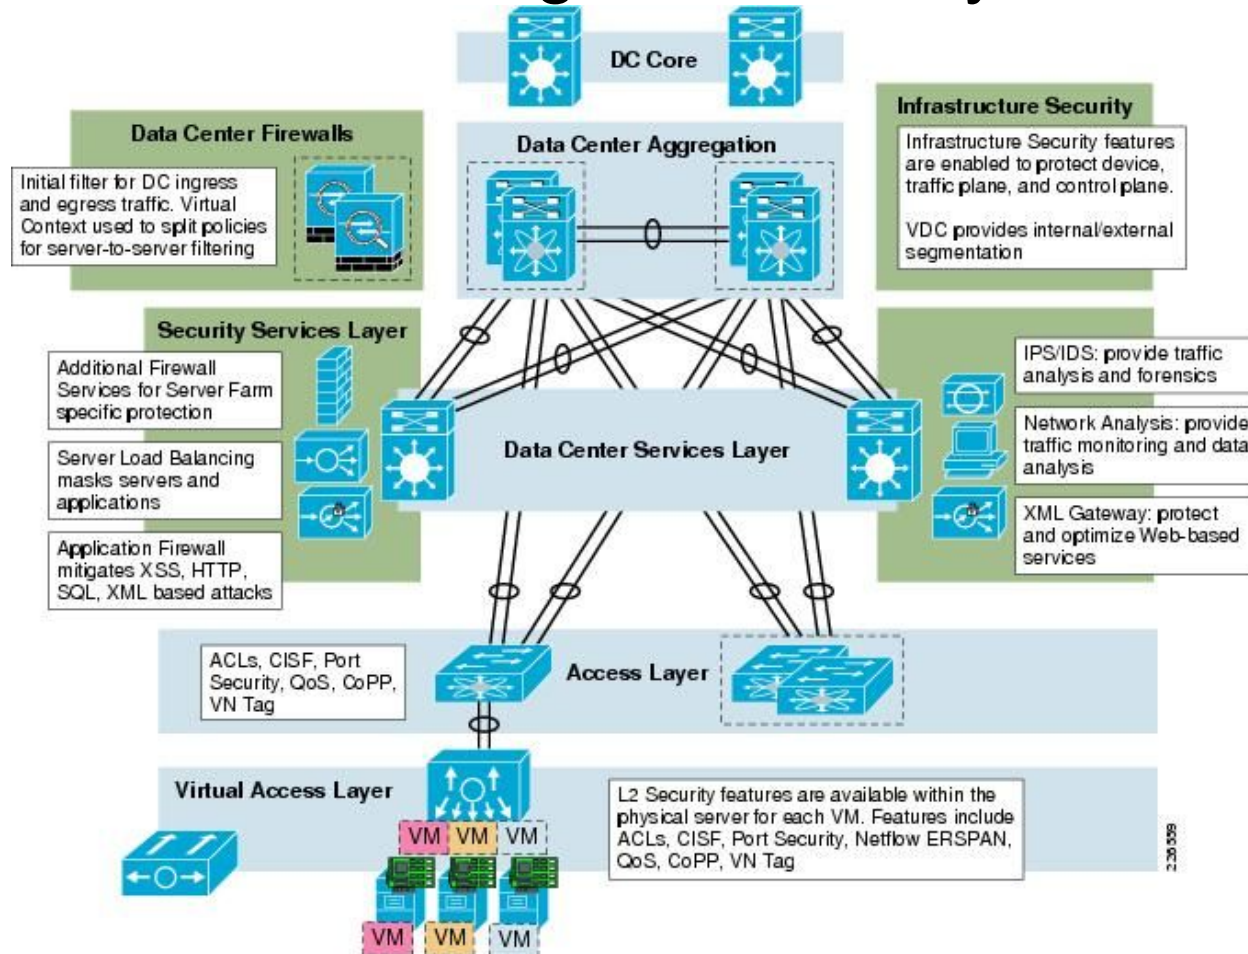 DC Core
Data Center Firewalls
Initial filter for DC ingress
and egress traffic. Virtual
Context used to split policies
for server-to-server filtering
Data Center Aggregation
Infrastructure Security
Infrastructure Security features
are enabled to protect device,
traffic plane, and control plane.
VDC provides internal/external
segmentation
Security Services Layer
Additional Firewall
Services for Server Farm
specific protection
Server Load Balancing
masks servers and
applications
Application Firewall
mitigates XSS, HTTP,
SQL, XML based attacks
Data Center Services Layer
IPS/IDS: provide traffic
analysis and forensics
Network Analysis: provide
traffic monitoring and data
analysis
XML Gateway: protect
and optimize Web-based
services
ACLs, CISF, Port
Security, QoS, CoPP,
VN Tag
Access Layer
Virtual Access Layer
L2 Security features are available within the
physical server for each VM. Features include
ACLs, CISF, Port Security, Netflow ERSPAN,
QoS, CoPP, VN Tag
VM VM VM
VM VM VM
226559